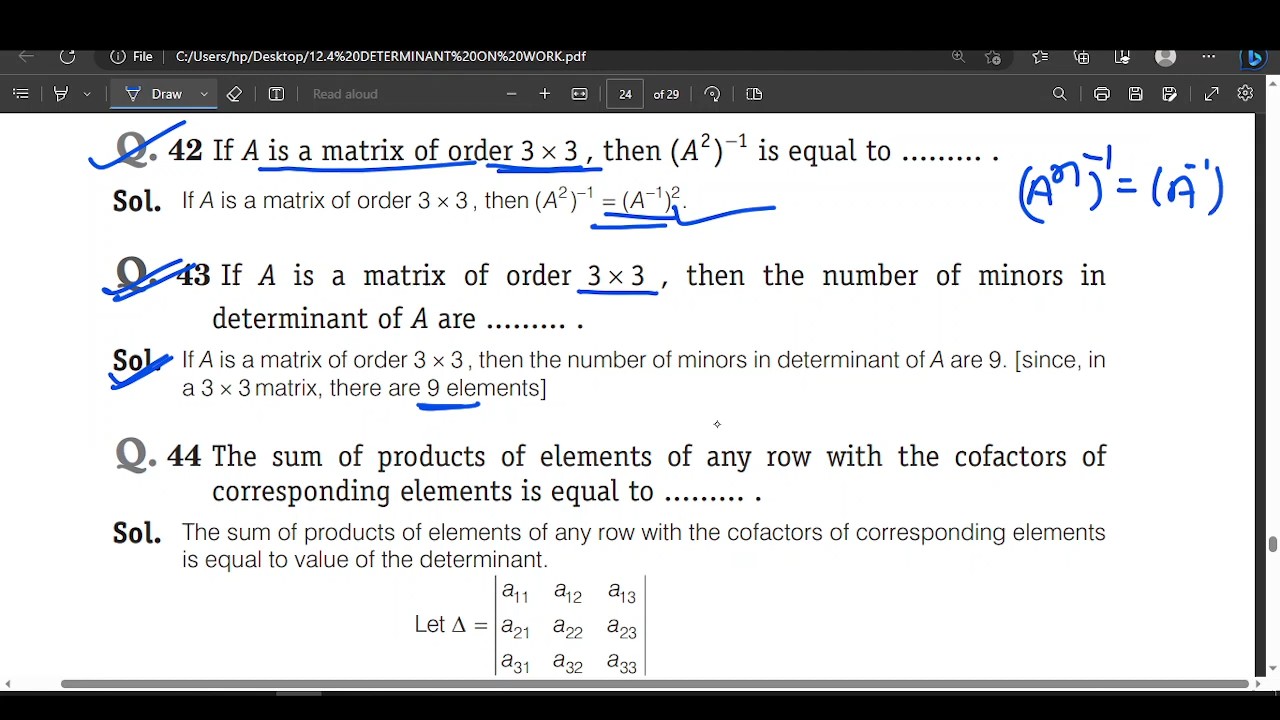 File C:/Users/hp/Desktop/12.4%20DETERMINANT%20ON%20WORK.pdf
Draw Read aloud 24 of 29
Q. 42 If A is a matrix of order 3 × 3, then (A²)⁻¹ is equal to ......... .
Sol. If A is a matrix of order 3 × 3, then (A²)⁻¹ = (A⁻¹)².
(Aⁿ)⁻¹ = (A⁻¹)
Q. 43 If A is a matrix of order 3 × 3, then the number of minors in
determinant of A are ......... .
Sol. If A is a matrix of order 3 × 3, then the number of minors in determinant of A are 9. [since, in
a 3 × 3 matrix, there are 9 elements]
Q. 44 The sum of products of elements of any row with the cofactors of
corresponding elements is equal to ......... .
Sol. The sum of products of elements of any row with the cofactors of corresponding elements
is equal to value of the determinant.
a₁₁ a₁₂ a₁₃
Let Δ = a₂₁ a₂₂ a₂₃
a₃₁ a₃₂ a₃₃